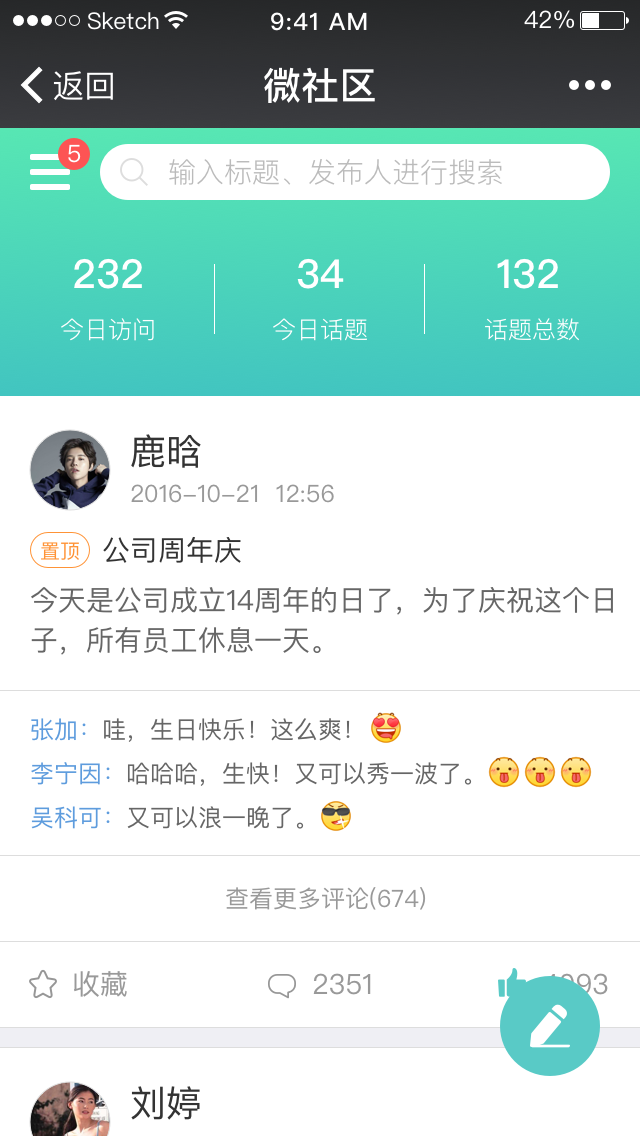 Sketch 9:41 AM 42%
返回 微社区
5
输入标题、发布人进行搜索
232 34 132
今日访问 今日话题 话题总数
鹿晗
2016-10-21 12:56
置顶 公司周年庆
今天是公司成立14周年的日了，为了庆祝这个日
子，所有员工休息一天。
张加：哇，生日快乐！这么爽！
李宁因：哈哈哈，生快！又可以秀一波了。
吴科可：又可以浪一晚了。
查看更多评论(674)
收藏 2351
刘婷